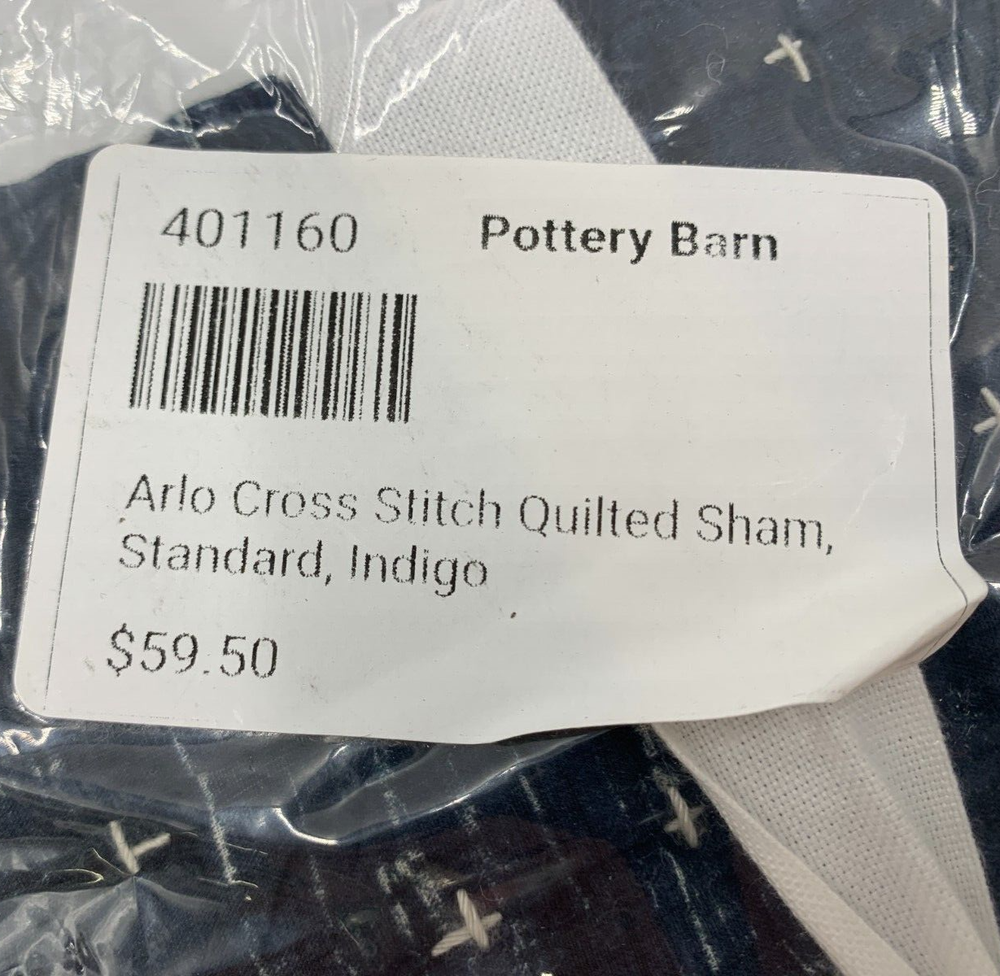 401160 Pottery Barn
Arlo Cross Stitch Quilted Sham,
Standard, Indigo
$59.50